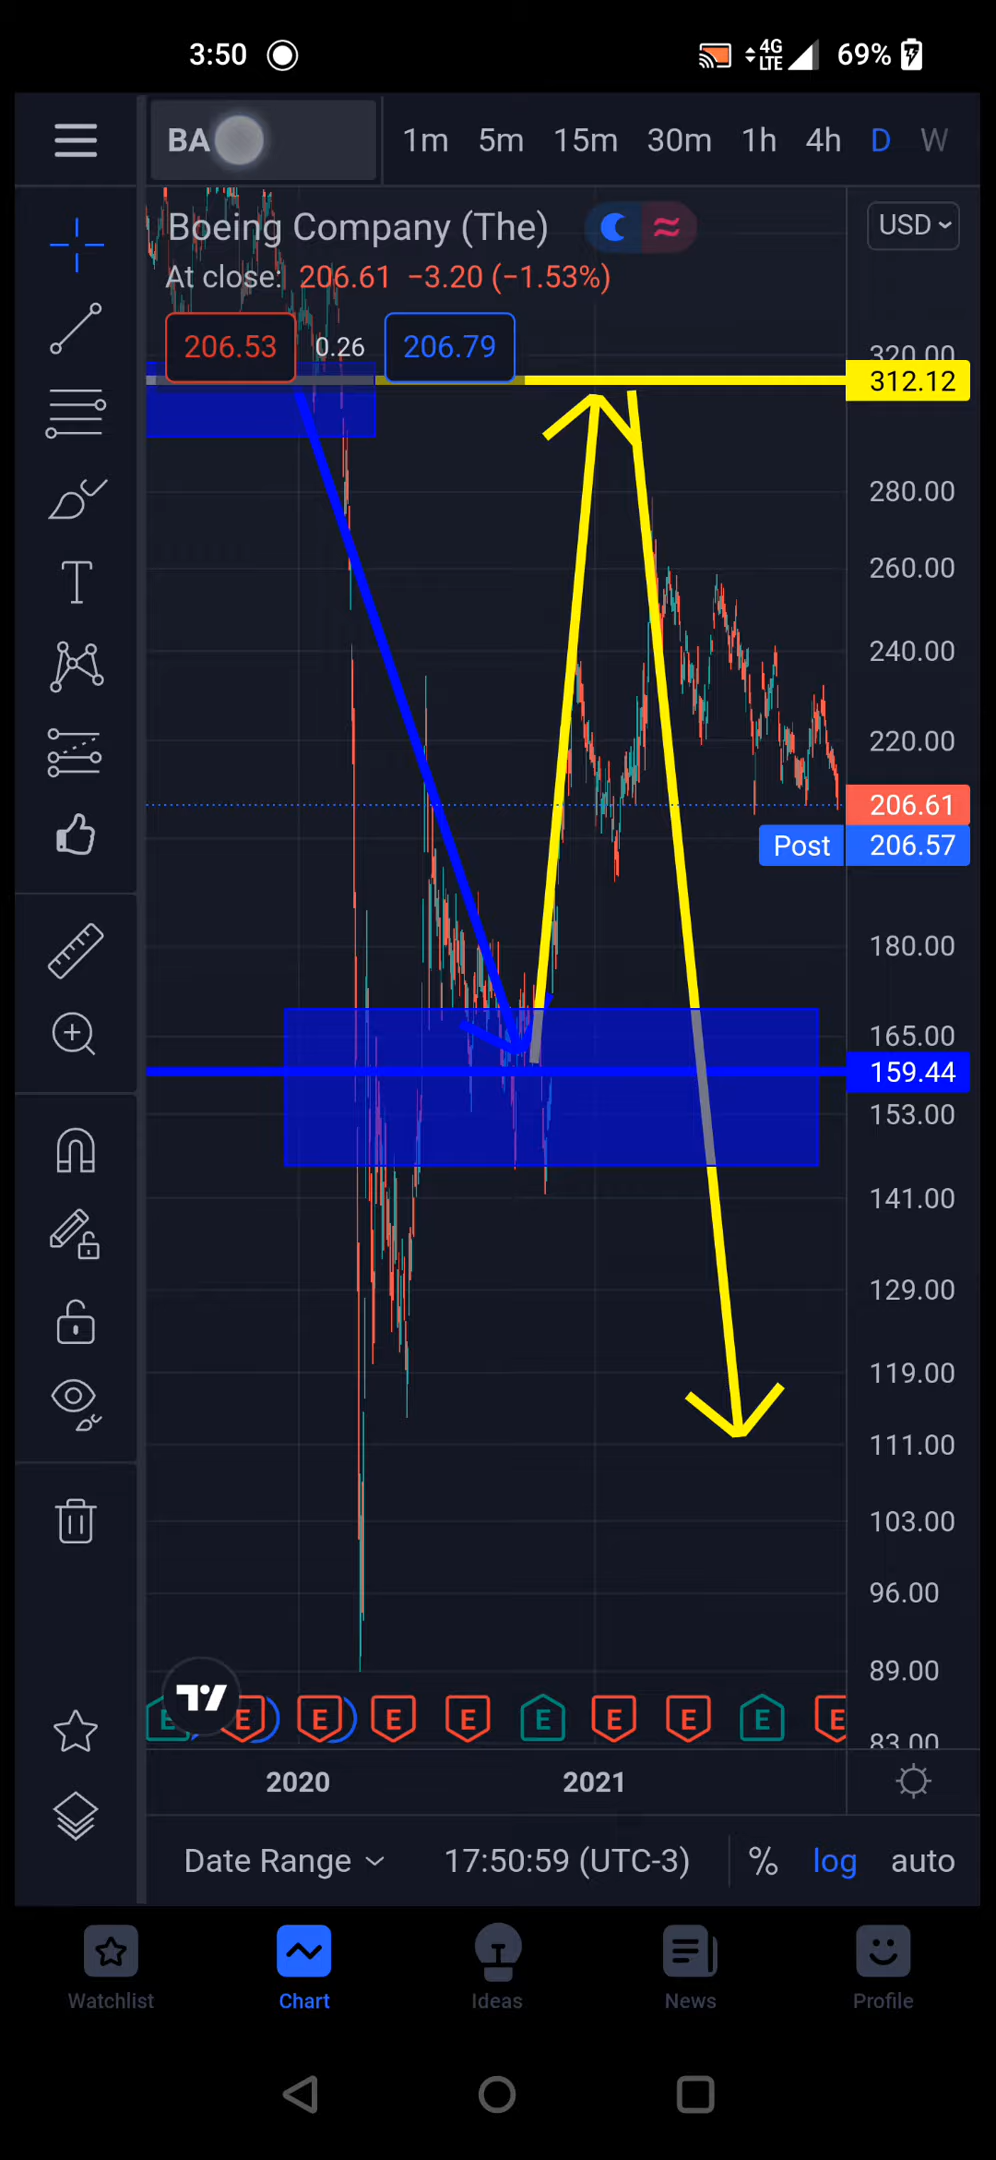 3:50
4G
LTE
69%
BA
1m 5m 15m 30m 1h 4h D W
Boeing Company (The)
USD
At close: 206.61 −3.20 (−1.53%)
206.53 0.26 206.79
320.00
312.12
280.00
260.00
240.00
220.00
206.61
Post 206.57
180.00
165.00
159.44
153.00
141.00
129.00
119.00
111.00
103.00
96.00
89.00
E E E E E E E E E E
83.00
2020 2021
Date Range 17:50:59 (UTC-3) % log auto
Watchlist Chart Ideas News Profile